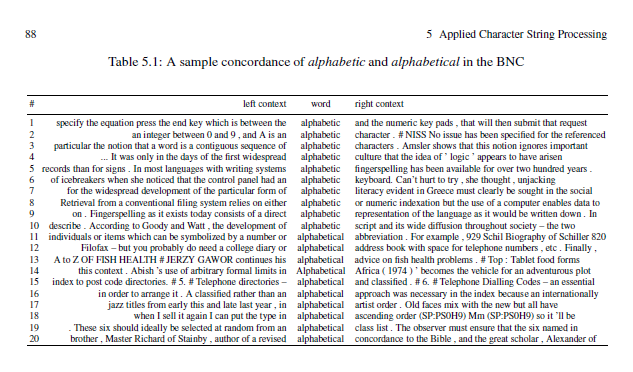 88 5 Applied Character String Processing
Table 5.1: A sample concordance of alphabetic and alphabetical in the BNC
# left context word right context
1 specify the equation press the end key which is between the alphabetic and the numeric key pads , that will then submit that request
2 an integer between 0 and 9 , and A is an alphabetic character . # NISS No issue has been specified for the referenced
3 particular the notion that a word is a contiguous sequence of alphabetic characters . Amsler shows that this notion ignores important
4 ... It was only in the days of the first widespread alphabetic culture that the idea of ' logic ' appears to have arisen
5 records than for signs . In most languages with writing systems alphabetic fingerspelling has been available for over two hundred years .
6 of icebreakers when she noticed that the control panel had an alphabetic keyboard. Can't hurt to try , she thought , unjacking
7 for the widespread development of the particular form of alphabetic literacy evident in Greece must clearly be sought in the social
8 Retrieval from a conventional filing system relies on either alphabetic or numeric indexation but the use of a computer enables data to
9 on . Fingerspelling as it exists today consists of a direct alphabetic representation of the language as it would be written down . In
10 describe . According to Goody and Watt , the development of alphabetic script and its wide diffusion throughout society – the two
11 individuals or items which can be symbolized by a number or alphabetical abbreviation . For example , 929 Schil Biography of Schiller 820
12 Filofax – but you probably do need a college diary or alphabetical address book with space for telephone numbers , etc . Finally ,
13 A to Z OF FISH HEALTH # JERZY GAWOR continues his alphabetical advice on fish health problems . # Top : Tablet food forms
14 this context . Abish 's use of arbitrary formal limits in Alphabetical Africa ( 1974 ) ' becomes the vehicle for an adventurous plot
15 index to post code directories. # 5. # Telephone directories – alphabetical and classified . # 6. # Telephone Dialling Codes – an essential
16 in order to arrange it . A classified rather than an alphabetical approach was necessary in the index because an internationally
17 jazz titles from early this and late last year , in alphabetical artist order . Old faces mix with the new but all have
18 when I sell it again I can put the type in alphabetical ascending order (SP:PS0H9) Mm (SP:PS0H9) so it 'll be
19 . These six should ideally be selected at random from an alphabetical class list . The observer must ensure that the six named in
20 brother , Master Richard of Stainby , author of a revised alphabetical concordance to the Bible , and the great scholar , Alexander of